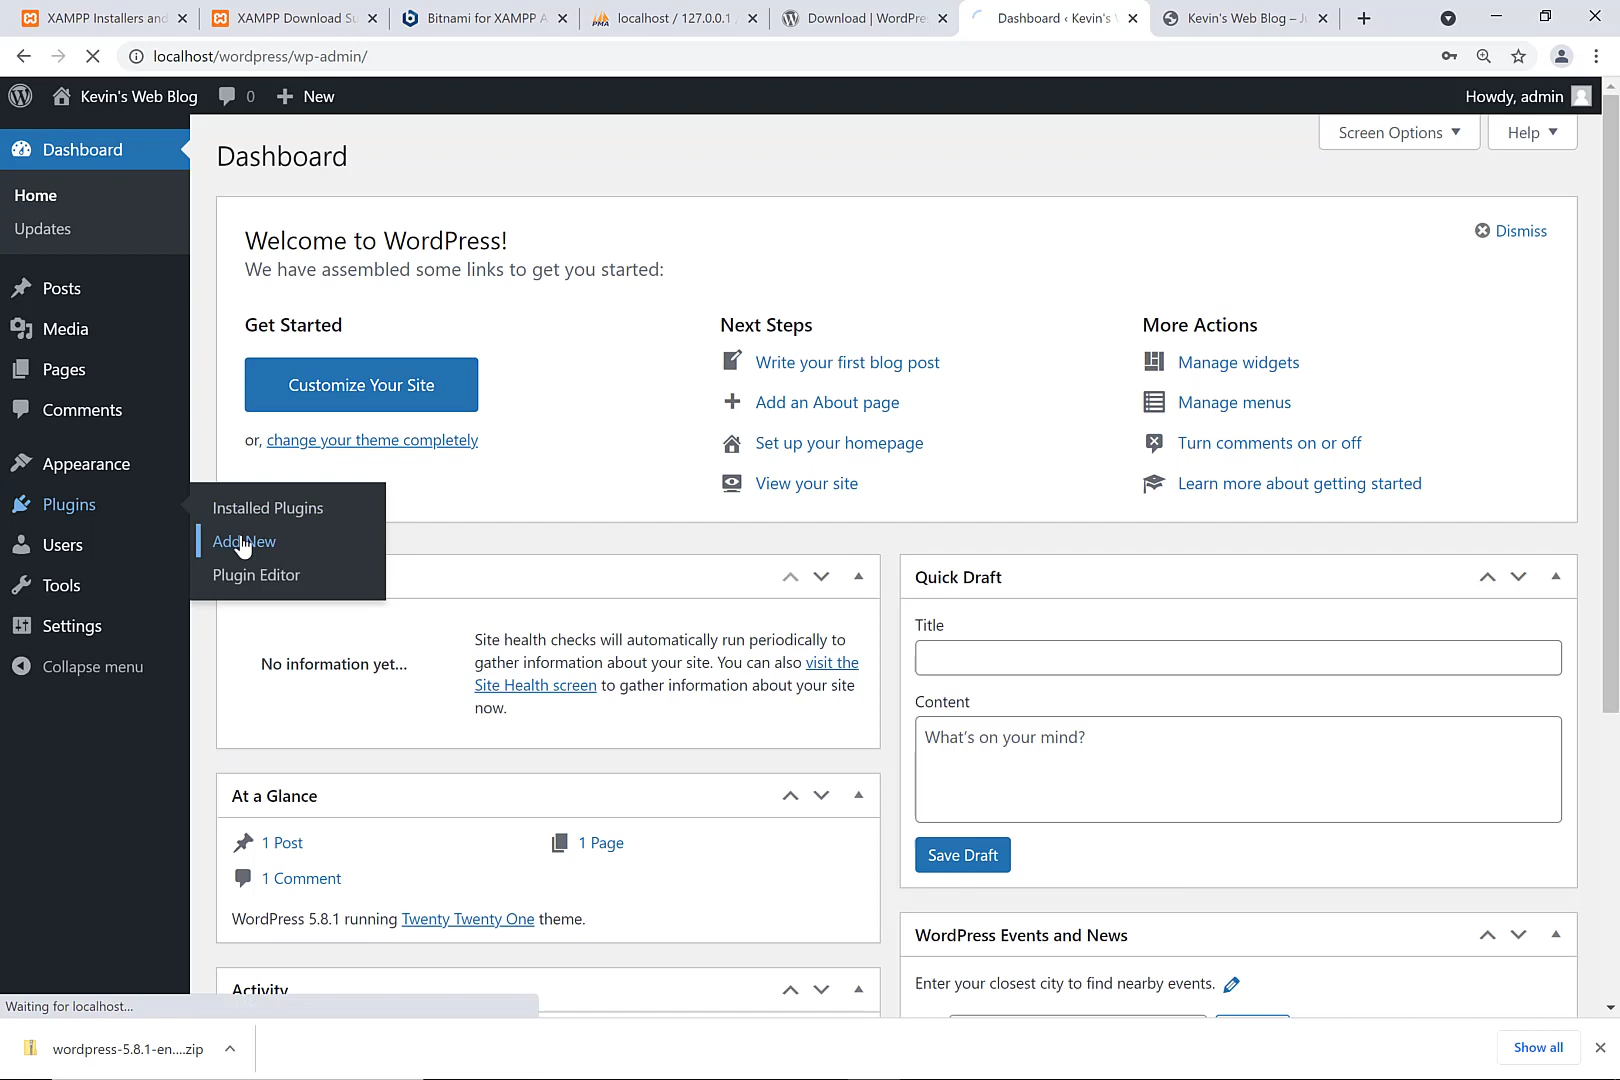 XAMPP Installers and
XAMPP Download Su
Bitnami for XAMPP A
localhost / 127.0.0.1 /
Download | WordPres
Dashboard ‹ Kevin's W
Kevin's Web Blog – Ju
localhost/wordpress/wp-admin/
Kevin's Web Blog
0
New
Howdy, admin
Dashboard
Home
Updates
Posts
Media
Pages
Comments
Appearance
Plugins
Users
Tools
Settings
Collapse menu
Installed Plugins
Add New
Plugin Editor
Screen Options
Help
Dashboard
Welcome to WordPress!
We have assembled some links to get you started:
Dismiss
Get Started
Customize Your Site
or, change your theme completely
Next Steps
Write your first blog post
Add an About page
Set up your homepage
View your site
More Actions
Manage widgets
Manage menus
Turn comments on or off
Learn more about getting started
No information yet...
Site health checks will automatically run periodically to
gather information about your site. You can also visit the
Site Health screen to gather information about your site
now.
At a Glance
1 Post
1 Page
1 Comment
WordPress 5.8.1 running Twenty Twenty One theme.
Activity
Quick Draft
Title
Content
What's on your mind?
Save Draft
WordPress Events and News
Enter your closest city to find nearby events.
Waiting for localhost...
wordpress-5.8.1-en....zip
Show all